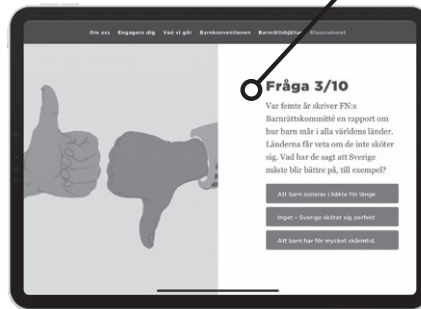 Om oss Engagera dig Vad vi gör Barnkonventionen Barnrättshjältar Klassrummet
Fråga 3/10
Var femte år skriver FN:s
Barnrättskommitté en rapport om
hur barn mår i alla världens länder.
Länderna får veta om de inte sköter
sig. Vad har de sagt att Sverige
måste blir bättre på, till exempel?
Att barn isoleras i häkte för länge
Inget – Sverige sköter sig perfekt
Att barn har för mycket skärmtid.